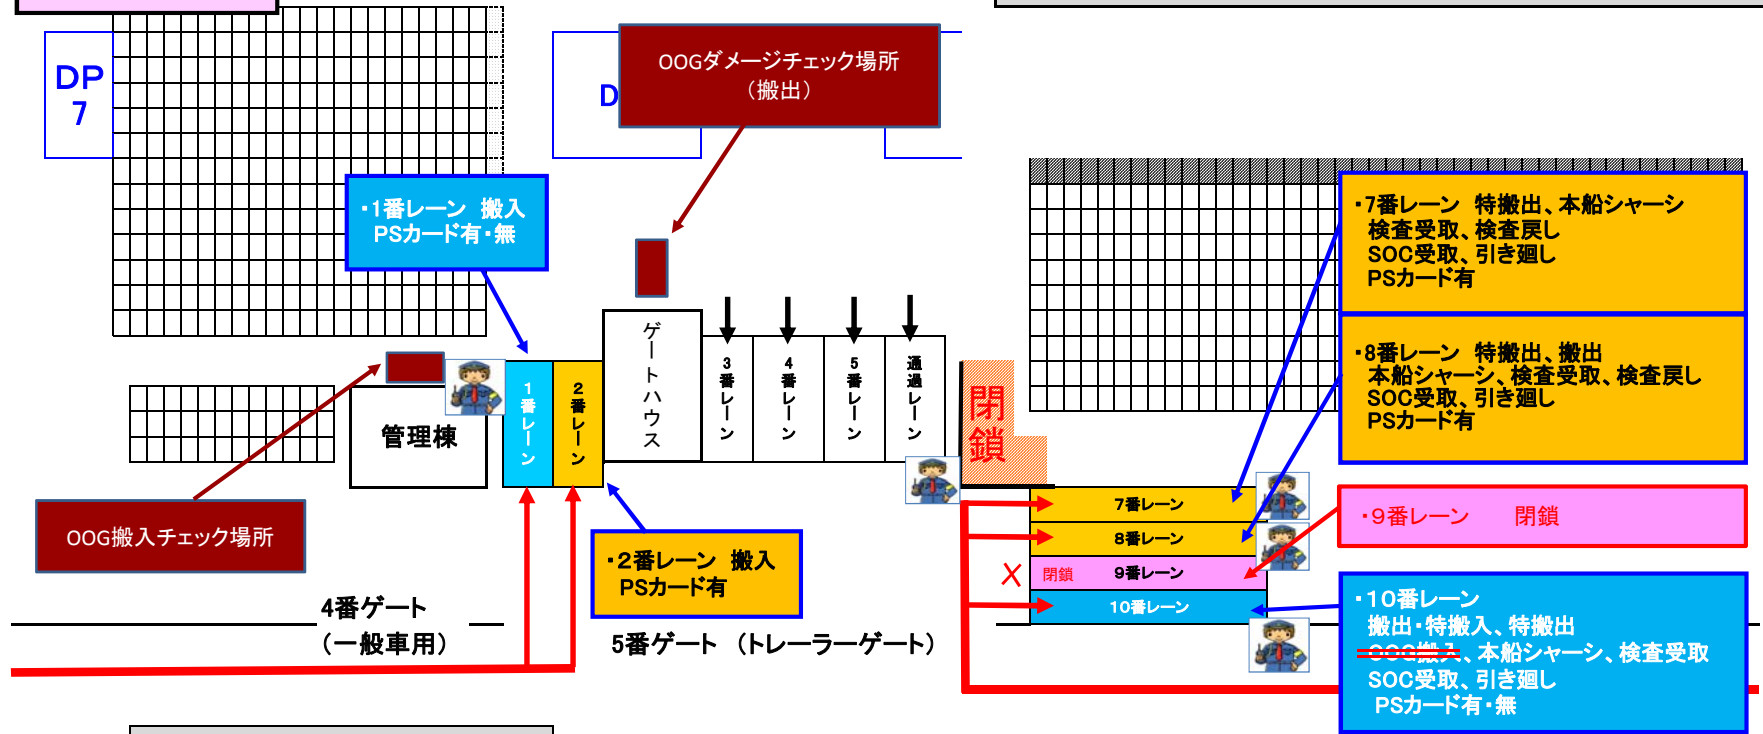 DP
7
D
OOGダメージチェック場所
（搬出）
・1番レーン　搬入
PSカード有・無
・7番レーン　特搬出、本船シャーシ
検査受取、検査戻し
SOC受取、引き廻し
PSカード有
・8番レーン　特搬出、搬出
本船シャーシ、検査受取、検査戻し
SOC受取、引き廻し
PSカード有
ゲートハウス
3番レーン
4番レーン
5番レーン
通過レーン
1番レーン
2番レーン
管理棟
閉鎖
7番レーン
8番レーン
閉鎖　9番レーン
10番レーン
・9番レーン　　閉鎖
OOG搬入チェック場所
・2番レーン　搬入
PSカード有
4番ゲート
（一般車用）
5番ゲート　（トレーラーゲート）
・10番レーン
搬出・特搬入、特搬出
OOG搬入、本船シャーシ、検査受取
SOC受取、引き廻し
PSカード有・無